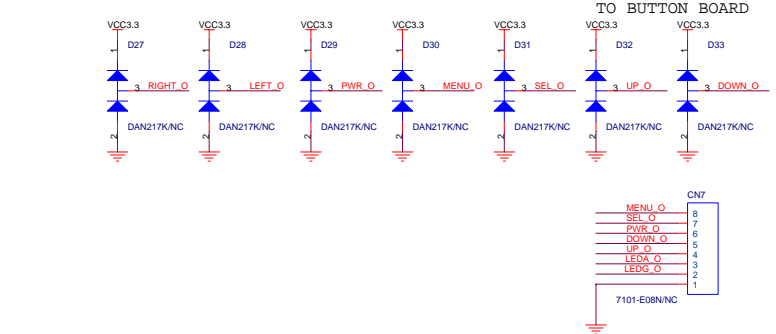 TO BUTTON BOARD
VCC3.3 VCC3.3 VCC3.3 VCC3.3 VCC3.3 VCC3.3 VCC3.3
1 D27 1 D28 1 D29 1 D30 1 D31 1 D32 1 D33
3 RIGHT_O 3 LEFT_O 3 PWR_O 3 MENU_O 3 SEL_O 3 UP_O 3 DOWN_O
2 DAN217K/NC 2 DAN217K/NC 2 DAN217K/NC 2 DAN217K/NC 2 DAN217K/NC 2 DAN217K/NC 2 DAN217K/NC
CN7
MENU_O 8
SEL_O 7
PWR_O 6
DOWN_O 5
UP_O 4
LEDA_O 3
LEDG_O 2
1
7101-E08N/NC